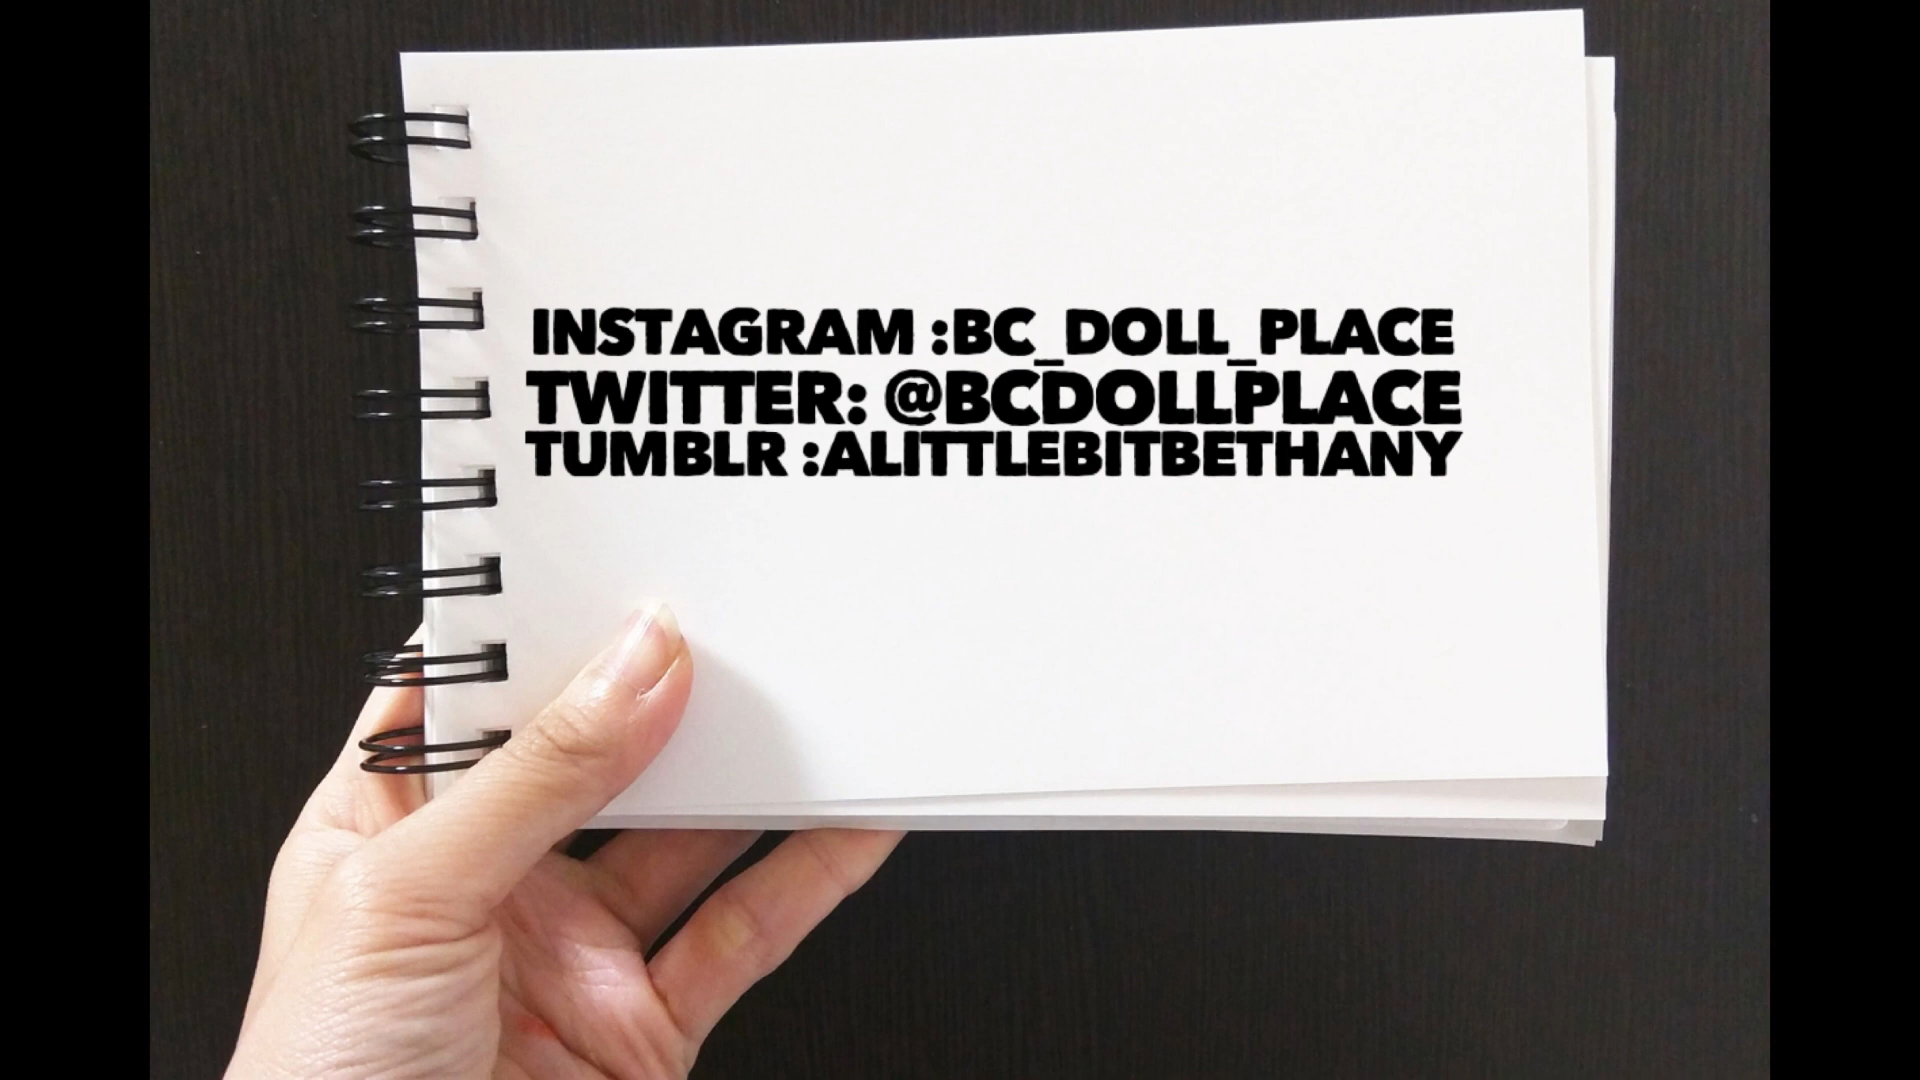 INSTAGRAM :BC_DOLL_PLACE
TWITTER: @BCDOLLPLACE
TUMBLR :ALITTLEBITBETHANY